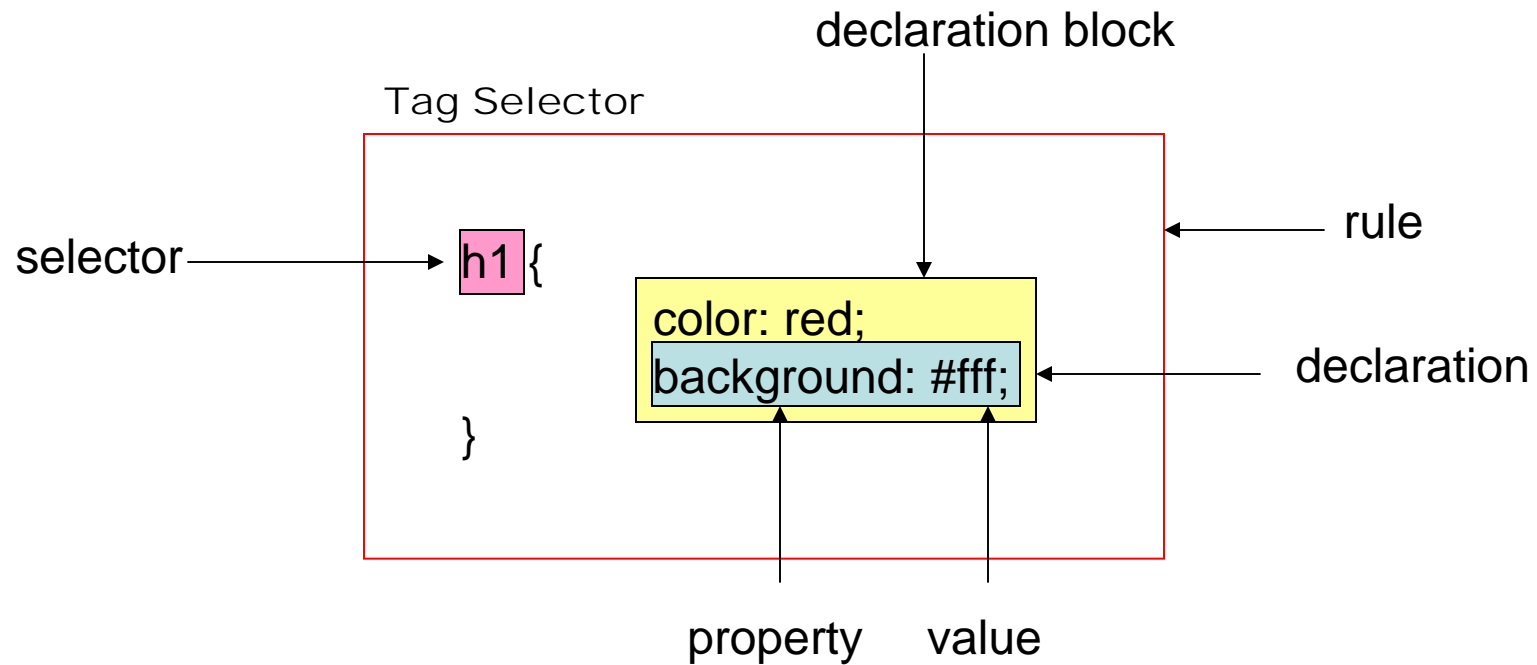 declaration block
Tag Selector
rule
selector
h1 {
color: red;
background: #fff;
declaration
}
property value